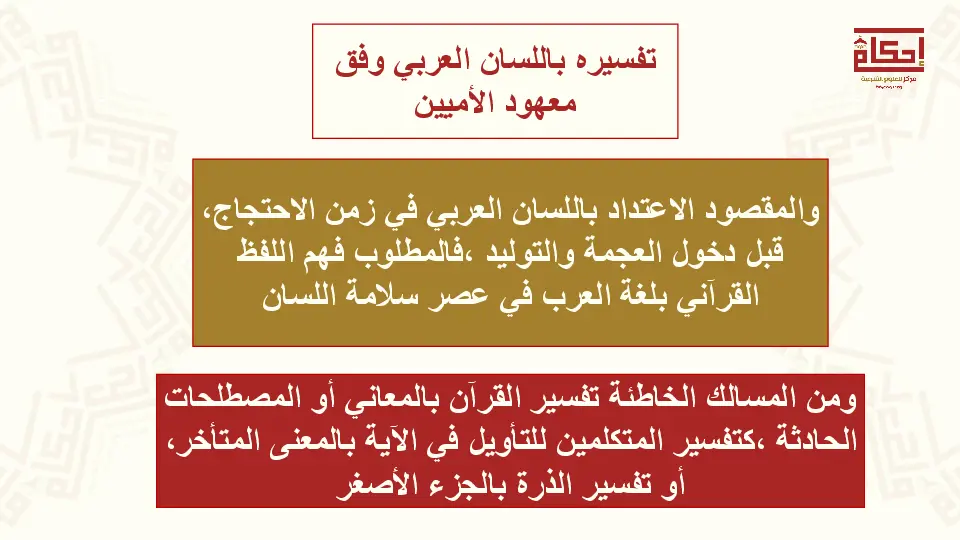 إحكام
مركز للعلوم الشرعية
تفسيره باللسان العربي وفق
معهود الأميين
والمقصود الاعتداد باللسان العربي في زمن الاحتجاج،
قبل دخول العجمة والتوليد ،فالمطلوب فهم اللفظ
القرآني بلغة العرب في عصر سلامة اللسان
ومن المسالك الخاطئة تفسير القرآن بالمعاني أو المصطلحات
الحادثة ،كتفسير المتكلمين للتأويل في الآية بالمعنى المتأخر،
أو تفسير الذرة بالجزء الأصغر